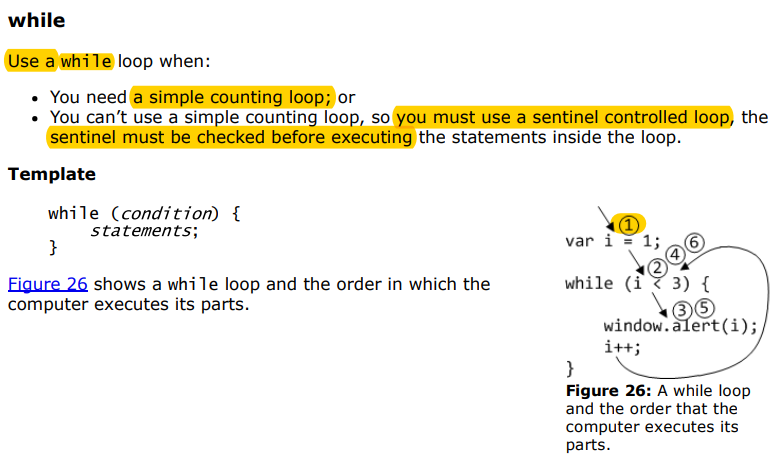 while
Use a while loop when:
• You need a simple counting loop; or
• You can’t use a simple counting loop, so you must use a sentinel controlled loop, the
sentinel must be checked before executing the statements inside the loop.
Template
while (condition) {
statements;
}
Figure 26 shows a while loop and the order in which the
computer executes its parts.
①
var i = 1; ⑥
④
②
while (i < 3) {
③⑤
window.alert(i);
i++;
}
Figure 26: A while loop
and the order that the
computer executes its
parts.